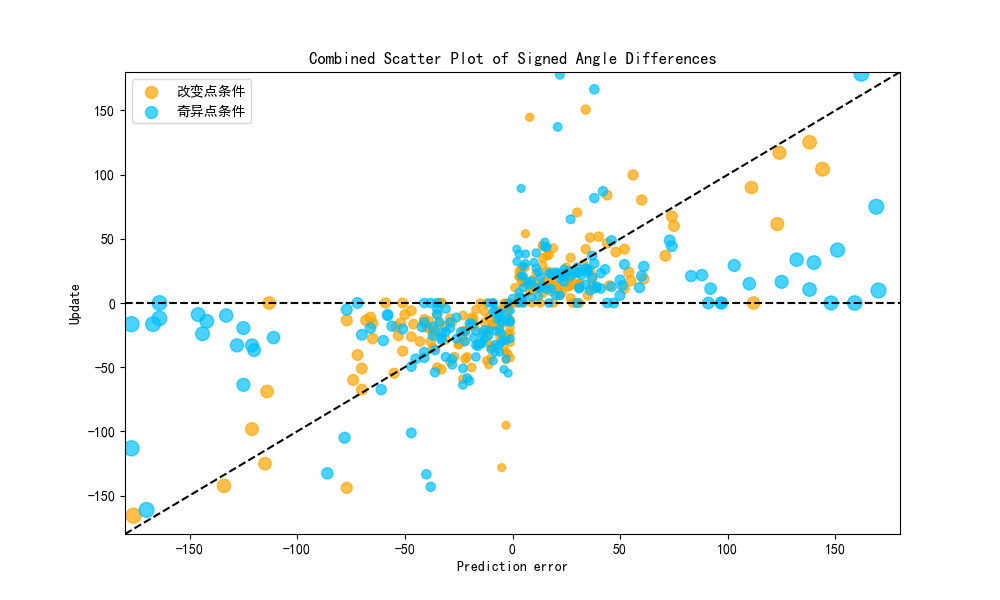 Combined Scatter Plot of Signed Angle Differences
改变点条件
奇异点条件
150
100
50
0
−50
−100
−150
Update
−150
−100
−50
0
50
100
150
Prediction error